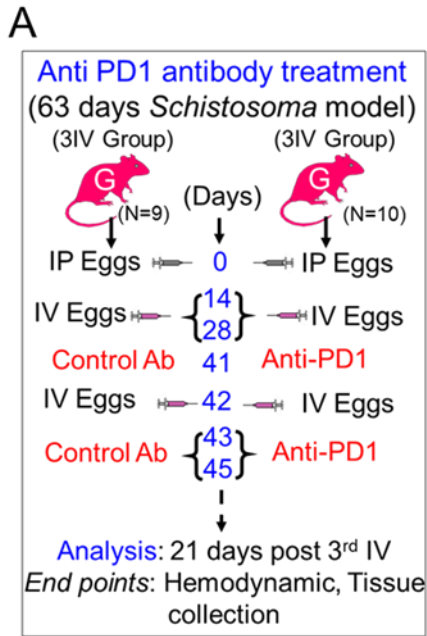 A
Anti PD1 antibody treatment
(63 days Schistosoma model)
(3IV Group) (3IV Group)
G (Days) G
(N=9) (N=10)
IP Eggs 0 IP Eggs
14
IV Eggs IV Eggs
28
Control Ab 41 Anti-PD1
IV Eggs 42 IV Eggs
43
Control Ab Anti-PD1
45
Analysis: 21 days post 3rd IV
End points: Hemodynamic, Tissue
collection